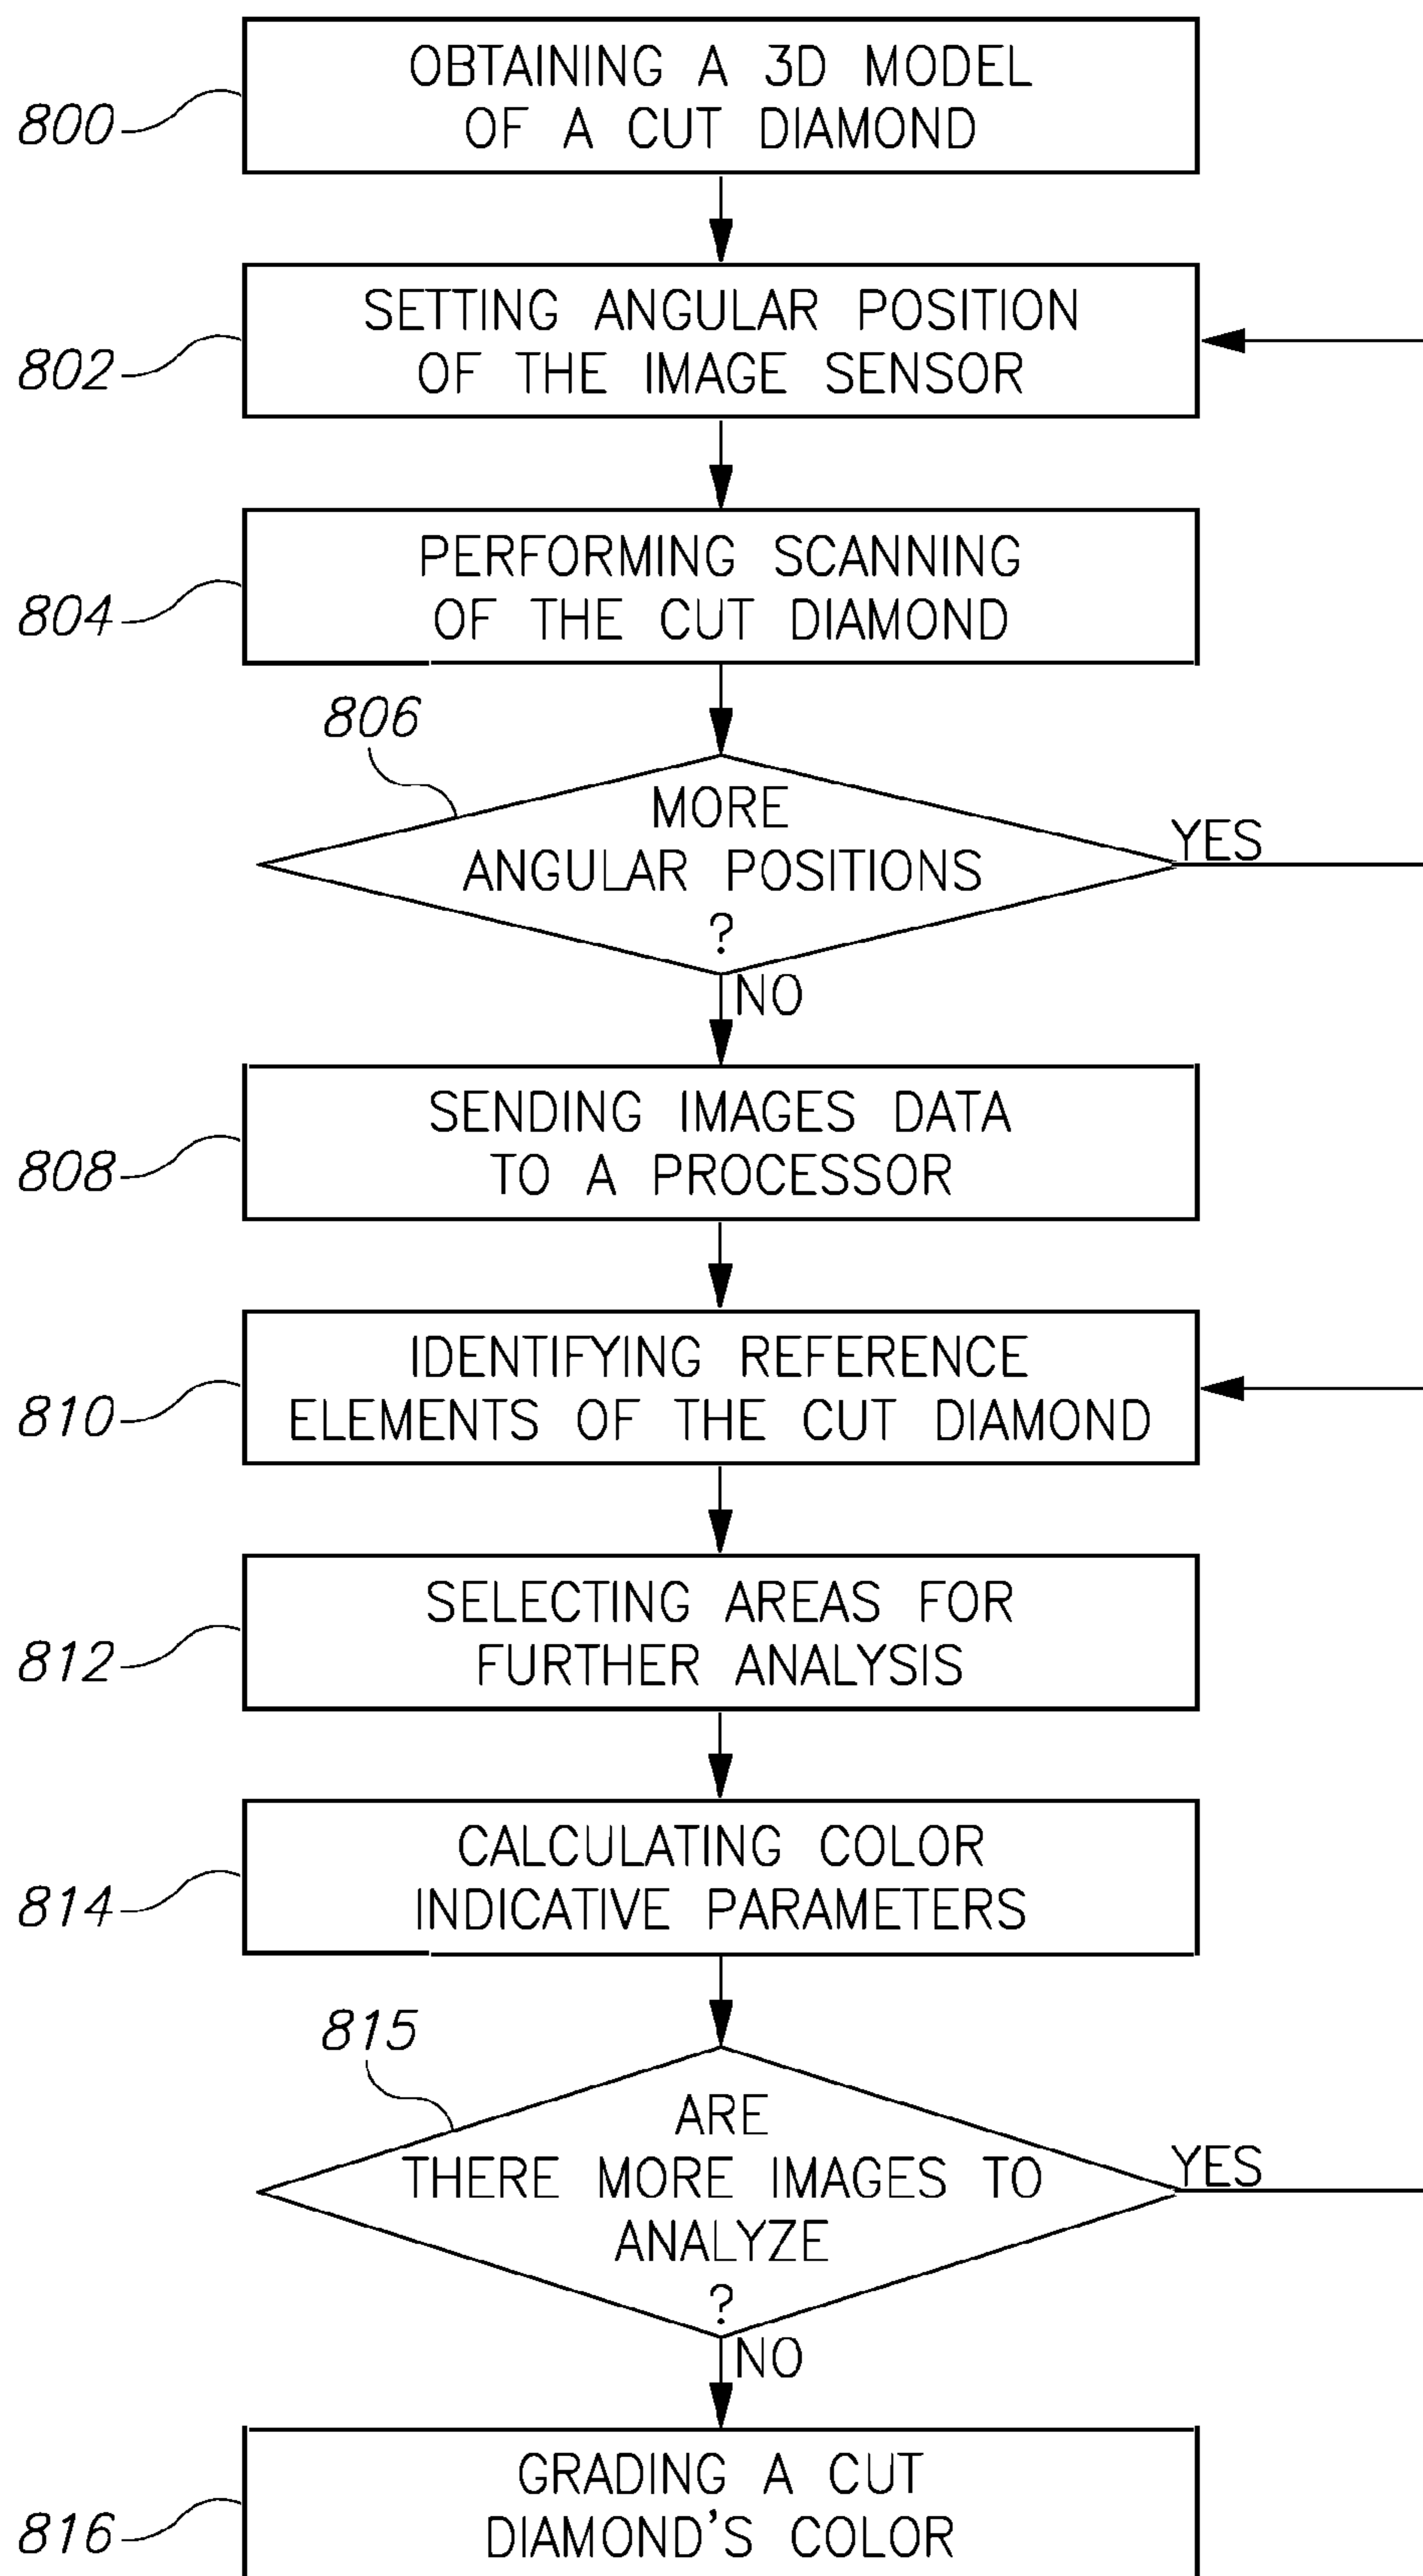 800
OBTAINING A 3D MODEL
OF A CUT DIAMOND
802
SETTING ANGULAR POSITION
OF THE IMAGE SENSOR
804
PERFORMING SCANNING
OF THE CUT DIAMOND
806
MORE
ANGULAR POSITIONS
?
YES
NO
808
SENDING IMAGES DATA
TO A PROCESSOR
810
IDENTIFYING REFERENCE
ELEMENTS OF THE CUT DIAMOND
812
SELECTING AREAS FOR
FURTHER ANALYSIS
814
CALCULATING COLOR
INDICATIVE PARAMETERS
815
ARE
THERE MORE IMAGES TO
ANALYZE
?
YES
NO
816
GRADING A CUT
DIAMOND'S COLOR